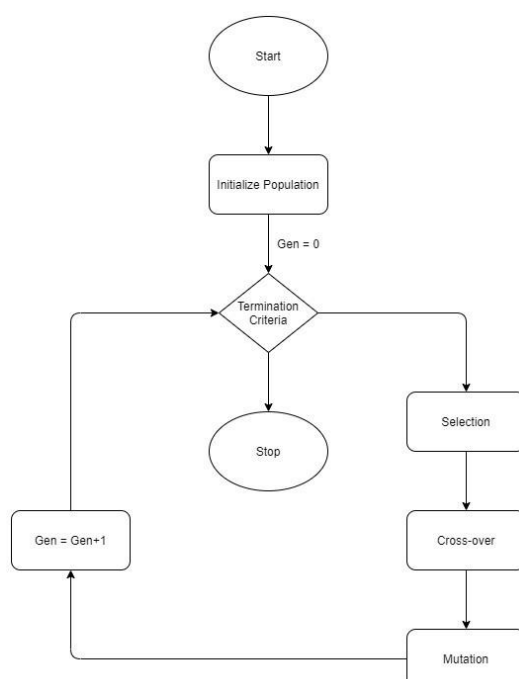 Start
Initialize Population
Gen = 0
Termination
Criteria
Selection
Stop
Gen = Gen+1
Cross-over
Mutation